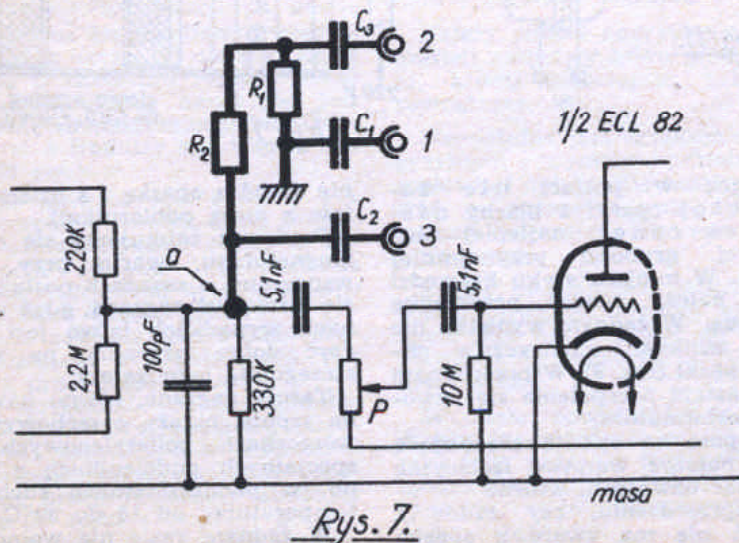 C3 2
R1
1/2 ECL 82
R2
C1 1
C2 3
220K
a
5,1nF
5,1nF
2,2M
100pF
330K
P
10M
masa
Rys. 7.